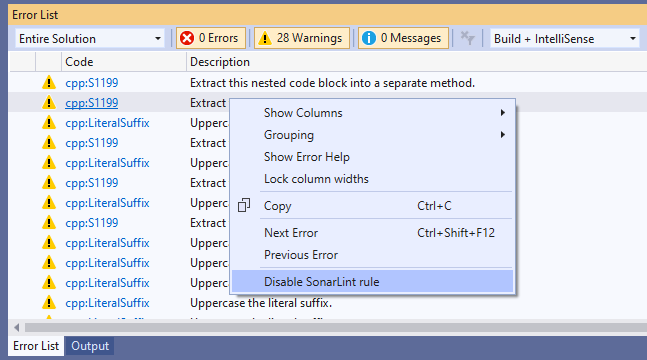 Error List
Entire Solution 0 Errors 28 Warnings 0 Messages Build + IntelliSense
Code Description
cpp:S1199 Extract this nested code block into a separate method.
cpp:S1199 Extract
Show Columns
cpp:LiteralSuffix Upperca
Grouping
cpp:S1199 Extract
Show Error Help
cpp:LiteralSuffix Upperca
Lock column widths
cpp:S1199 Extract
Copy Ctrl+C
cpp:LiteralSuffix Upperca
cpp:S1199 Extract
Next Error Ctrl+Shift+F12
cpp:LiteralSuffix Upperca
Previous Error
cpp:LiteralSuffix Upperca
Disable SonarLint rule
cpp:LiteralSuffix Upperca
cpp:LiteralSuffix Uppercase the literal suffix.
cpp:LiteralSuffix
Error List Output